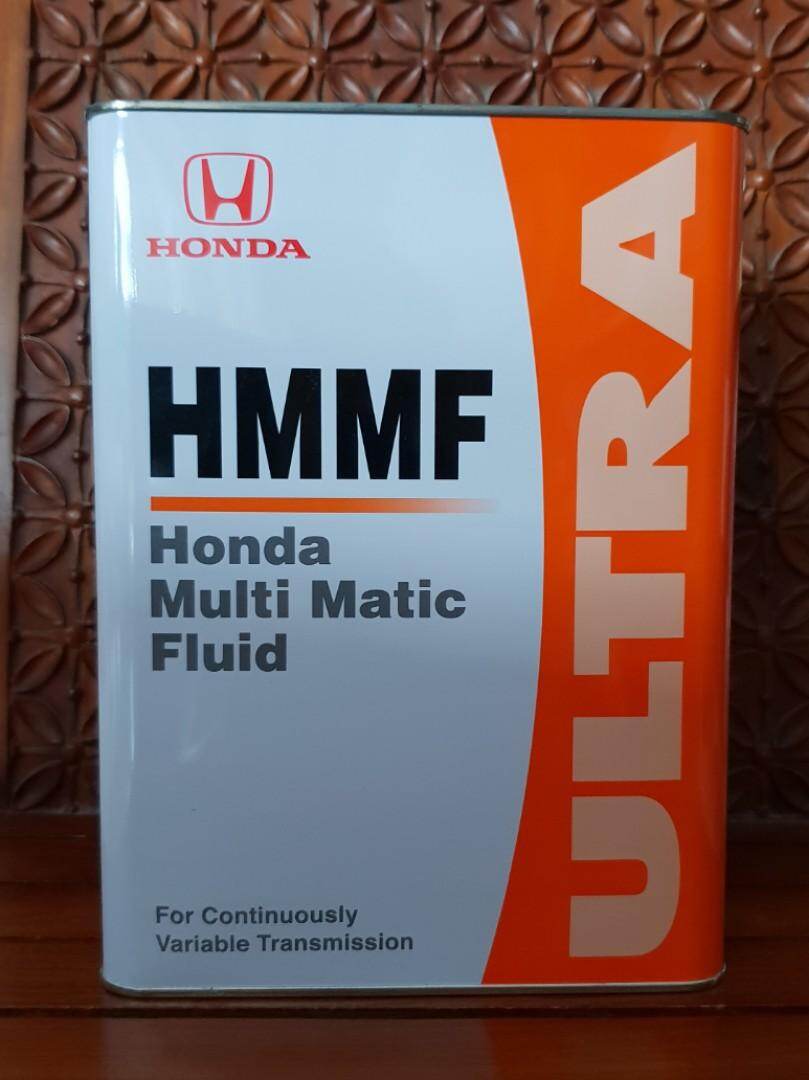 HONDA
HMMF
Honda
Multi Matic
Fluid
For Continuously
Variable Transmission
ULTRA